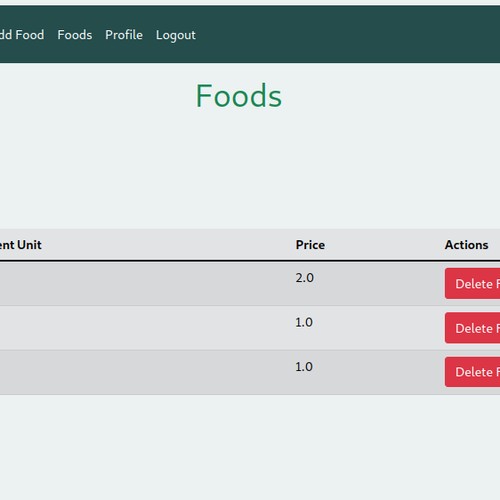 dd Food Foods Profile Logout
Foods
ent Unit Price Actions
2.0 Delete F
1.0 Delete F
1.0 Delete F